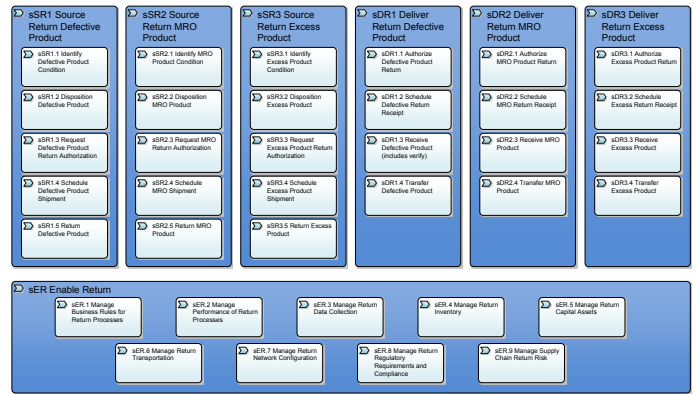 sSR1 Source
Return Defective
Product
sSR1.1 Identify
Defective Product
Condition
sSR1.2 Disposition
Defective Product
sSR1.3 Request
Defective Product
Return Authorization
sSR1.4 Schedule
Defective Product
Shipment
sSR1.5 Return
Defective Product
sSR2 Source
Return MRO
Product
sSR2.1 Identify MRO
Product Condition
sSR2.2 Disposition
MRO Product
sSR2.3 Request MRO
Return Authorization
sSR2.4 Schedule
MRO Shipment
sSR2.5 Return MRO
Product
sSR3 Source
Return Excess
Product
sSR3.1 Identify
Excess Product
Condition
sSR3.2 Disposition
Excess Product
sSR3.3 Request
Excess Product Return
Authorization
sSR3.4 Schedule
Excess Product
Shipment
sSR3.5 Return Excess
Product
sDR1 Deliver
Return Defective
Product
sDR1.1 Authorize
Defective Product
Return
sDR1.2 Schedule
Defective Return
Receipt
sDR1.3 Receive
Defective Product
(includes verify)
sDR1.4 Transfer
Defective Product
sDR2 Deliver
Return MRO
Product
sDR2.1 Authorize
MRO Product Return
sDR2.2 Schedule
MRO Return Receipt
sDR2.3 Receive MRO
Product
sDR2.4 Transfer MRO
Product
sDR3 Deliver
Return Excess
Product
sDR3.1 Authorize
Excess Product Return
sDR3.2 Schedule
Excess Return Receipt
sDR3.3 Receive
Excess Product
sDR3.4 Transfer
Excess Product
sER Enable Return
sER.1 Manage
Business Rules for
Return Processes
sER.2 Manage
Performance of Return
Processes
sER.3 Manage Return
Data Collection
sER.4 Manage Return
Inventory
sER.5 Manage Return
Capital Assets
sER.6 Manage Return
Transportation
sER.7 Manage Return
Network Configuration
sER.8 Manage Return
Regulatory
Requirements and
Compliance
sER.9 Manage Supply
Chain Return Risk